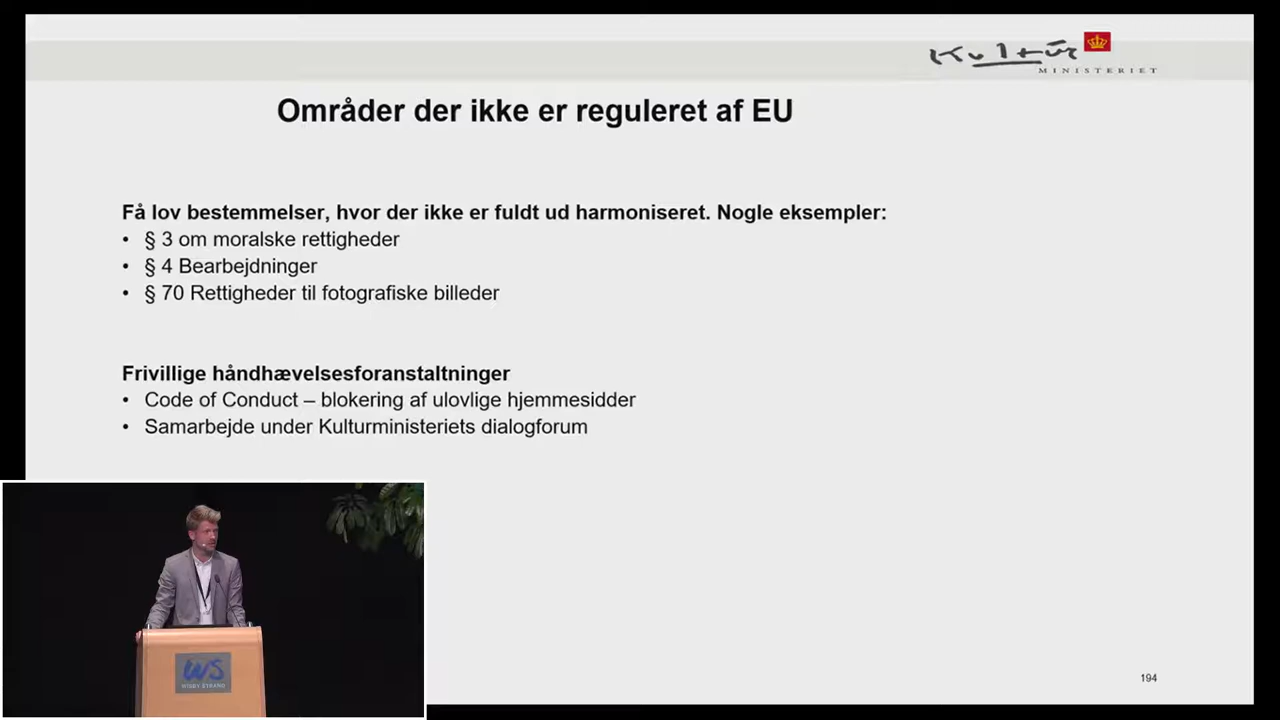 Kultur
MINISTERIET
Områder der ikke er reguleret af EU
Få lov bestemmelser, hvor der ikke er fuldt ud harmoniseret. Nogle eksempler:
• § 3 om moralske rettigheder
• § 4 Bearbejdninger
• § 70 Rettigheder til fotografiske billeder
Frivillige håndhævelsesforanstaltninger
• Code of Conduct – blokering af ulovlige hjemmesidder
• Samarbejde under Kulturministeriets dialogforum
WS
WISBY STRAND
194